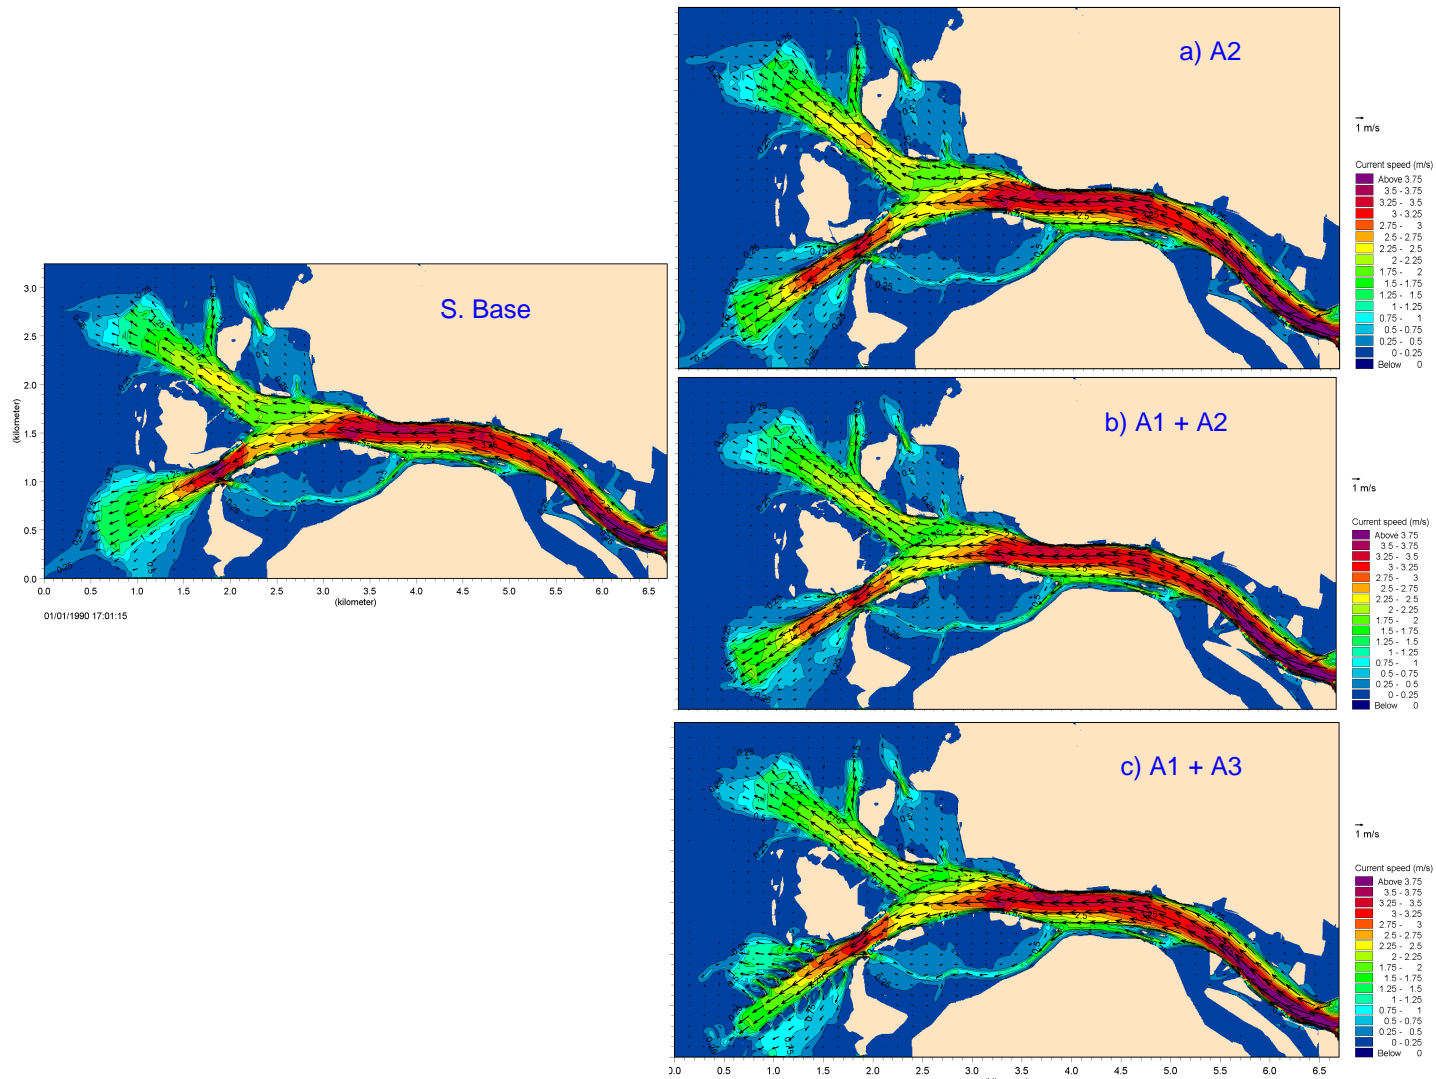 a) A2
1 m/s
Current speed (m/s)
Above 3.75
3.5 - 3.75
3.25 - 3.5
3 - 3.25
2.75 - 3
2.5 - 2.75
2.25 - 2.5
2 - 2.25
1.75 - 2
1.5 - 1.75
1.25 - 1.5
1 - 1.25
0.75 - 1
0.5 - 0.75
0.25 - 0.5
0 - 0.25
Below 0
S. Base
3.0
2.5
2.0
1.5
1.0
0.5
0.0
(kilometer)
0.0 0.5 1.0 1.5 2.0 2.5 3.0 3.5 4.0 4.5 5.0 5.5 6.0 6.5
(kilometer)
01/01/1990 17:01:15
b) A1 + A2
1 m/s
Current speed (m/s)
Above 3.75
3.5 - 3.75
3.25 - 3.5
3 - 3.25
2.75 - 3
2.5 - 2.75
2.25 - 2.5
2 - 2.25
1.75 - 2
1.5 - 1.75
1.25 - 1.5
1 - 1.25
0.75 - 1
0.5 - 0.75
0.25 - 0.5
0 - 0.25
Below 0
c) A1 + A3
1 m/s
Current speed (m/s)
Above 3.75
3.5 - 3.75
3.25 - 3.5
3 - 3.25
2.75 - 3
2.5 - 2.75
2.25 - 2.5
2 - 2.25
1.75 - 2
1.5 - 1.75
1.25 - 1.5
1 - 1.25
0.75 - 1
0.5 - 0.75
0.25 - 0.5
0 - 0.25
Below 0
0.0 0.5 1.0 1.5 2.0 2.5 3.0 3.5 4.0 4.5 5.0 5.5 6.0 6.5